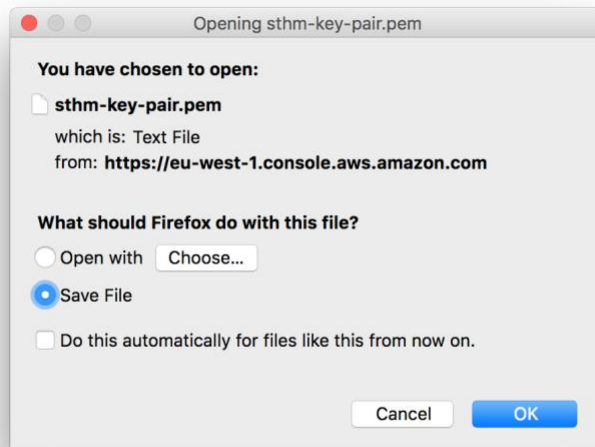 Opening sthm-key-pair.pem
You have chosen to open:
sthm-key-pair.pem
which is: Text File
from: https://eu-west-1.console.aws.amazon.com
What should Firefox do with this file?
Open with Choose...
Save File
Do this automatically for files like this from now on.
Cancel OK